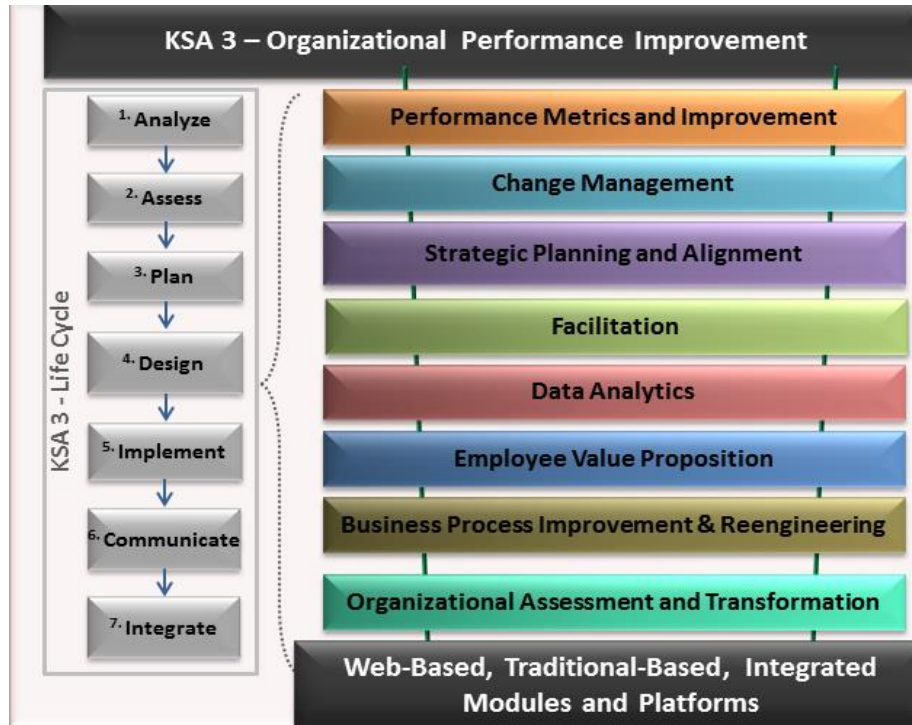 KSA 3 – Organizational Performance Improvement
KSA 3 - Life Cycle
1. Analyze
2. Assess
3. Plan
4. Design
5. Implement
6. Communicate
7. Integrate
Performance Metrics and Improvement
Change Management
Strategic Planning and Alignment
Facilitation
Data Analytics
Employee Value Proposition
Business Process Improvement & Reengineering
Organizational Assessment and Transformation
Web-Based, Traditional-Based, Integrated
Modules and Platforms